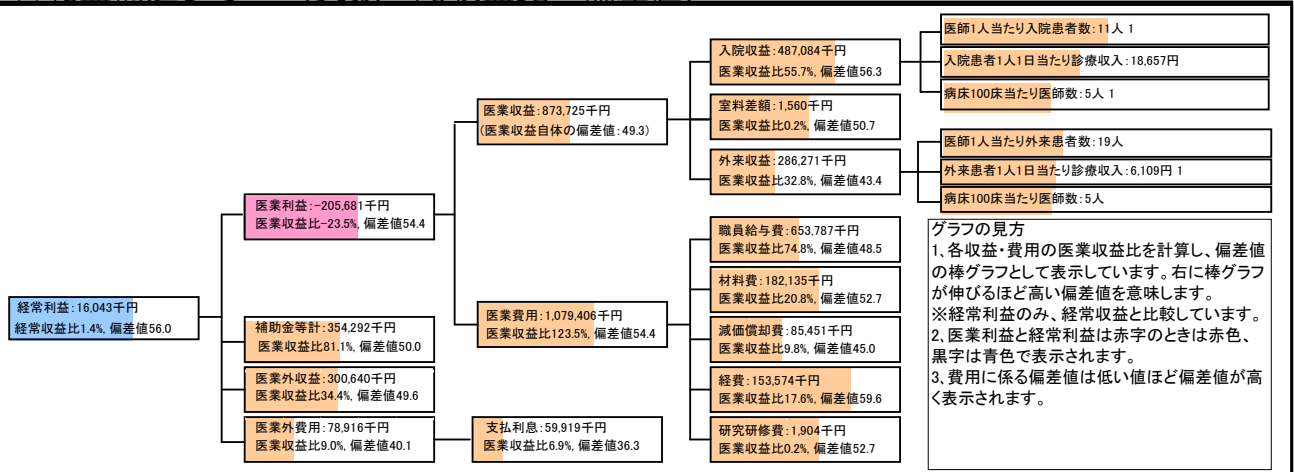 医師1人当たり入院患者数:11人 1
入院収益:487,084千円
医業収益比55.7%, 偏差値56.3
入院患者1人1日当たり診療収入:18,657円
病床100床当たり医師数:5人 1
医業収益:873,725千円
(医業収益自体の偏差値:49.3)
室料差額:1,560千円
医業収益比0.2%, 偏差値50.7
医師1人当たり外来患者数:19人
外来収益:286,271千円
医業収益比32.8%, 偏差値43.4
外来患者1人1日当たり診療収入:6,109円 1
病床100床当たり医師数:5人
医業利益:-205,681千円
医業収益比-23.5%, 偏差値54.4
職員給与費:653,787千円
医業収益比74.8%, 偏差値48.5
材料費:182,135千円
医業収益比20.8%, 偏差値52.7
経常利益:16,043千円
経常収益比1.4%, 偏差値56.0
補助金等計:354,292千円
医業収益比81.1%, 偏差値50.0
医業費用:1,079,406千円
医業収益比123.5%, 偏差値54.4
減価償却費:85,451千円
医業収益比9.8%, 偏差値45.0
医業外収益:300,640千円
医業収益比34.4%, 偏差値49.6
経費:153,574千円
医業収益比17.6%, 偏差値59.6
医業外費用:78,916千円
医業収益比9.0%, 偏差値40.1
支払利息:59,919千円
医業収益比6.9%, 偏差値36.3
研究研修費:1,904千円
医業収益比0.2%, 偏差値52.7
グラフの見方
1、各収益・費用の医業収益比を計算し、偏差値
の棒グラフとして表示しています。右に棒グラフ
が伸びるほど高い偏差値を意味します。
※経常利益のみ、経常収益と比較しています。
2、医業利益と経常利益は赤字のときは赤色、
黒字は青色で表示されます。
3、費用に係る偏差値は低い値ほど偏差値が高
く表示されます。